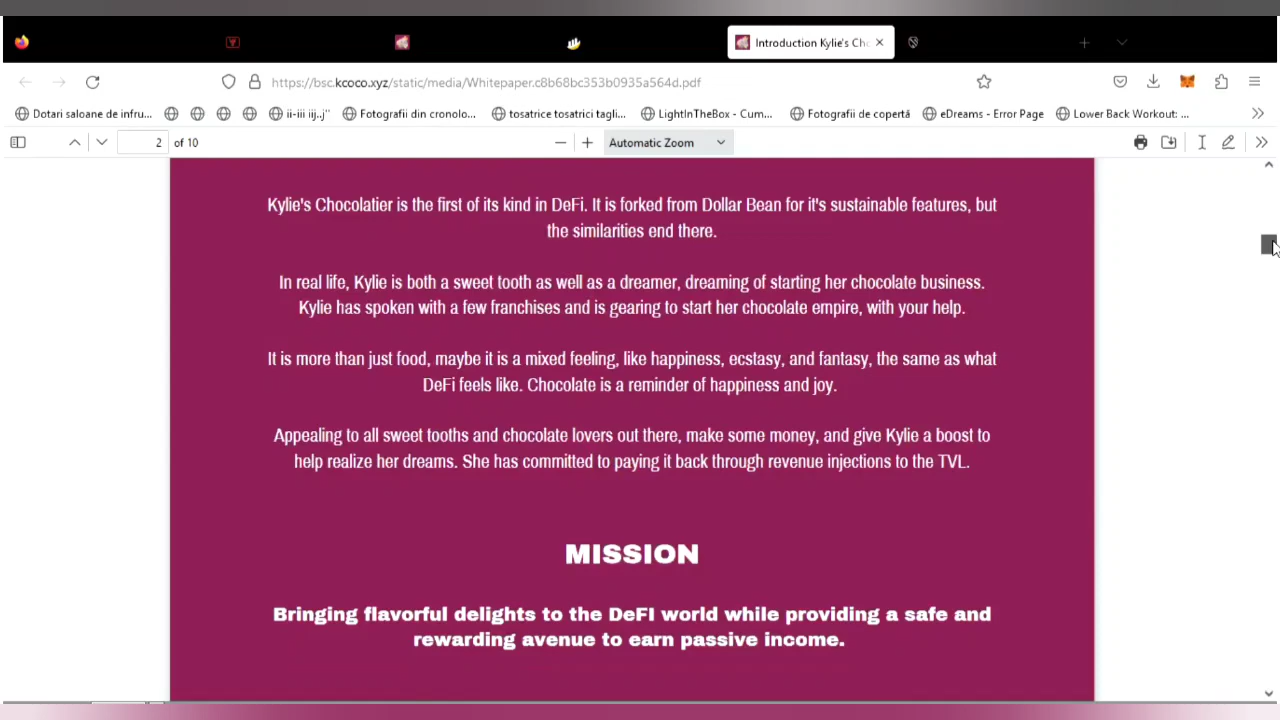 Introduction Kylie's Cho
https://bsc.kcoco.xyz/static/media/Whitepaper.c8b68bc353b0935a564d.pdf
Dotari saloane de infru... ii-iii iij..j" Fotografii din cronolo... tosatrice tosatrici tagli... LightInTheBox - Cum... Fotografii de copertă eDreams - Error Page Lower Back Workout: ...
2 of 10 Automatic Zoom
Kylie's Chocolatier is the first of its kind in DeFi. It is forked from Dollar Bean for it's sustainable features, but
the similarities end there.
In real life, Kylie is both a sweet tooth as well as a dreamer, dreaming of starting her chocolate business.
Kylie has spoken with a few franchises and is gearing to start her chocolate empire, with your help.
It is more than just food, maybe it is a mixed feeling, like happiness, ecstasy, and fantasy, the same as what
DeFi feels like. Chocolate is a reminder of happiness and joy.
Appealing to all sweet tooths and chocolate lovers out there, make some money, and give Kylie a boost to
help realize her dreams. She has committed to paying it back through revenue injections to the TVL.
MISSION
Bringing flavorful delights to the DeFI world while providing a safe and
rewarding avenue to earn passive income.